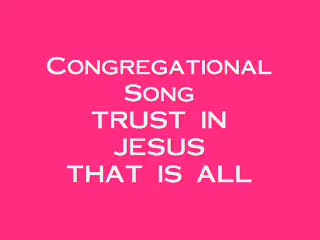 Congregational
Song
TRUST IN
JESUS
THAT IS ALL